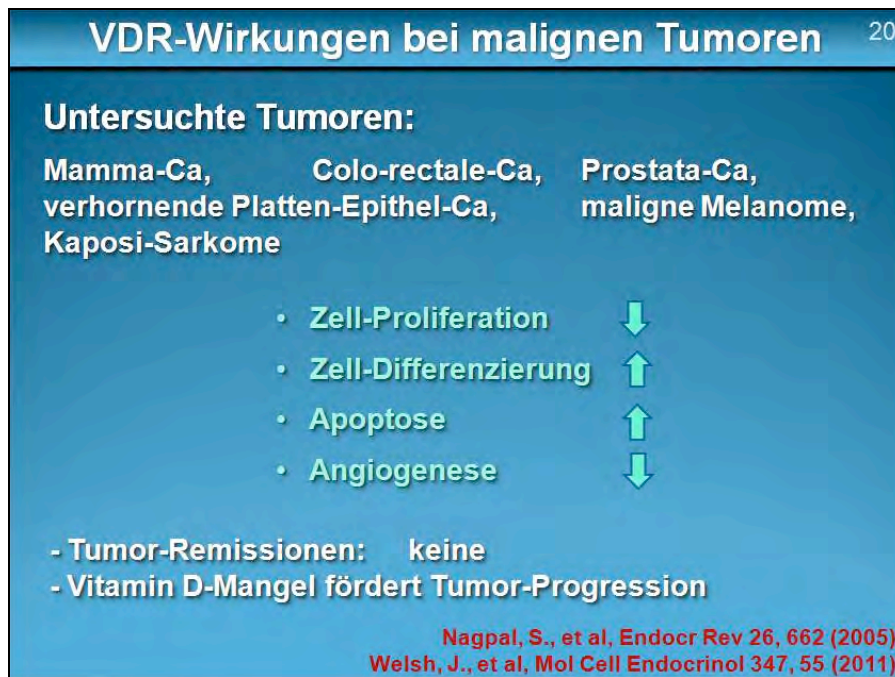 VDR-Wirkungen bei malignen Tumoren 20
Untersuchte Tumoren:
Mamma-Ca, Colo-rectale-Ca, Prostata-Ca,
verhornende Platten-Epithel-Ca, maligne Melanome,
Kaposi-Sarkome
• Zell-Proliferation
• Zell-Differenzierung
• Apoptose
• Angiogenese
- Tumor-Remissionen: keine
- Vitamin D-Mangel fördert Tumor-Progression
Nagpal, S., et al, Endocr Rev 26, 662 (2005)
Welsh, J., et al, Mol Cell Endocrinol 347, 55 (2011)